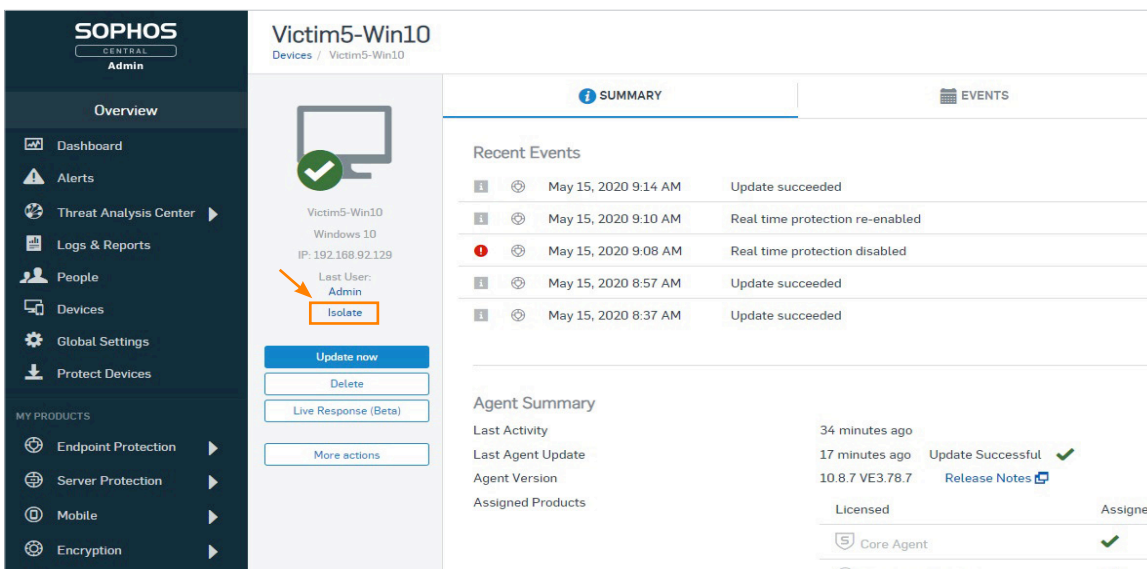 SOPHOS
CENTRAL
Admin
Overview
Dashboard
Alerts
Threat Analysis Center
Logs & Reports
People
Devices
Global Settings
Protect Devices
MY PRODUCTS
Endpoint Protection
Server Protection
Mobile
Encryption
Victim5-Win10
Devices / Victim5-Win10
Victim5-Win10
Windows 10
IP: 192.168.92.129
Last User:
Admin
Isolate
Update now
Delete
Live Response (Beta)
More actions
SUMMARY
EVENTS
Recent Events
May 15, 2020 9:14 AM Update succeeded
May 15, 2020 9:10 AM Real time protection re-enabled
May 15, 2020 9:08 AM Real time protection disabled
May 15, 2020 8:57 AM Update succeeded
May 15, 2020 8:37 AM Update succeeded
Agent Summary
Last Activity 34 minutes ago
Last Agent Update 17 minutes ago Update Successful
Agent Version 10.8.7 VE3.78.7 Release Notes
Assigned Products
Licensed Assigne
Core Agent